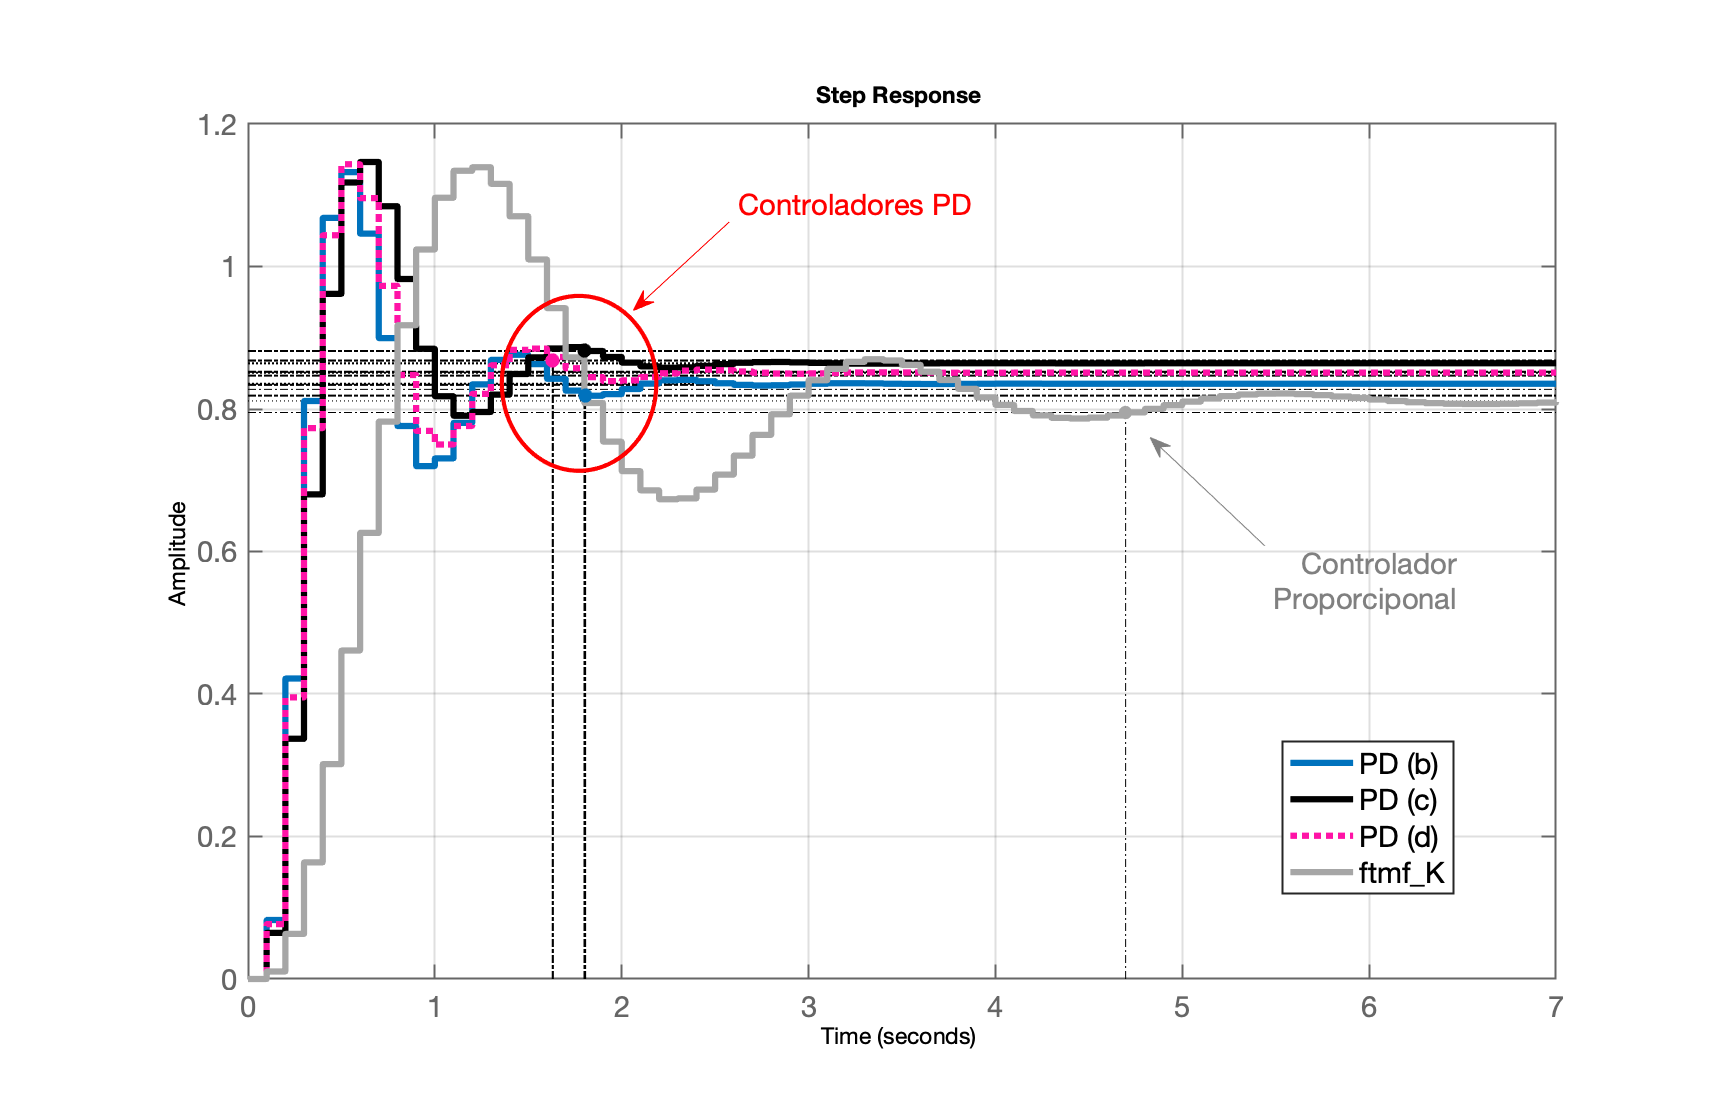 Step Response
1.2
1
0.8
0.6
0.4
0.2
0
Amplitude
0 1 2 3 4 5 6 7
Time (seconds)
Controladores PD
Controlador
Proporciponal
PD (b)
PD (c)
PD (d)
ftmf_K